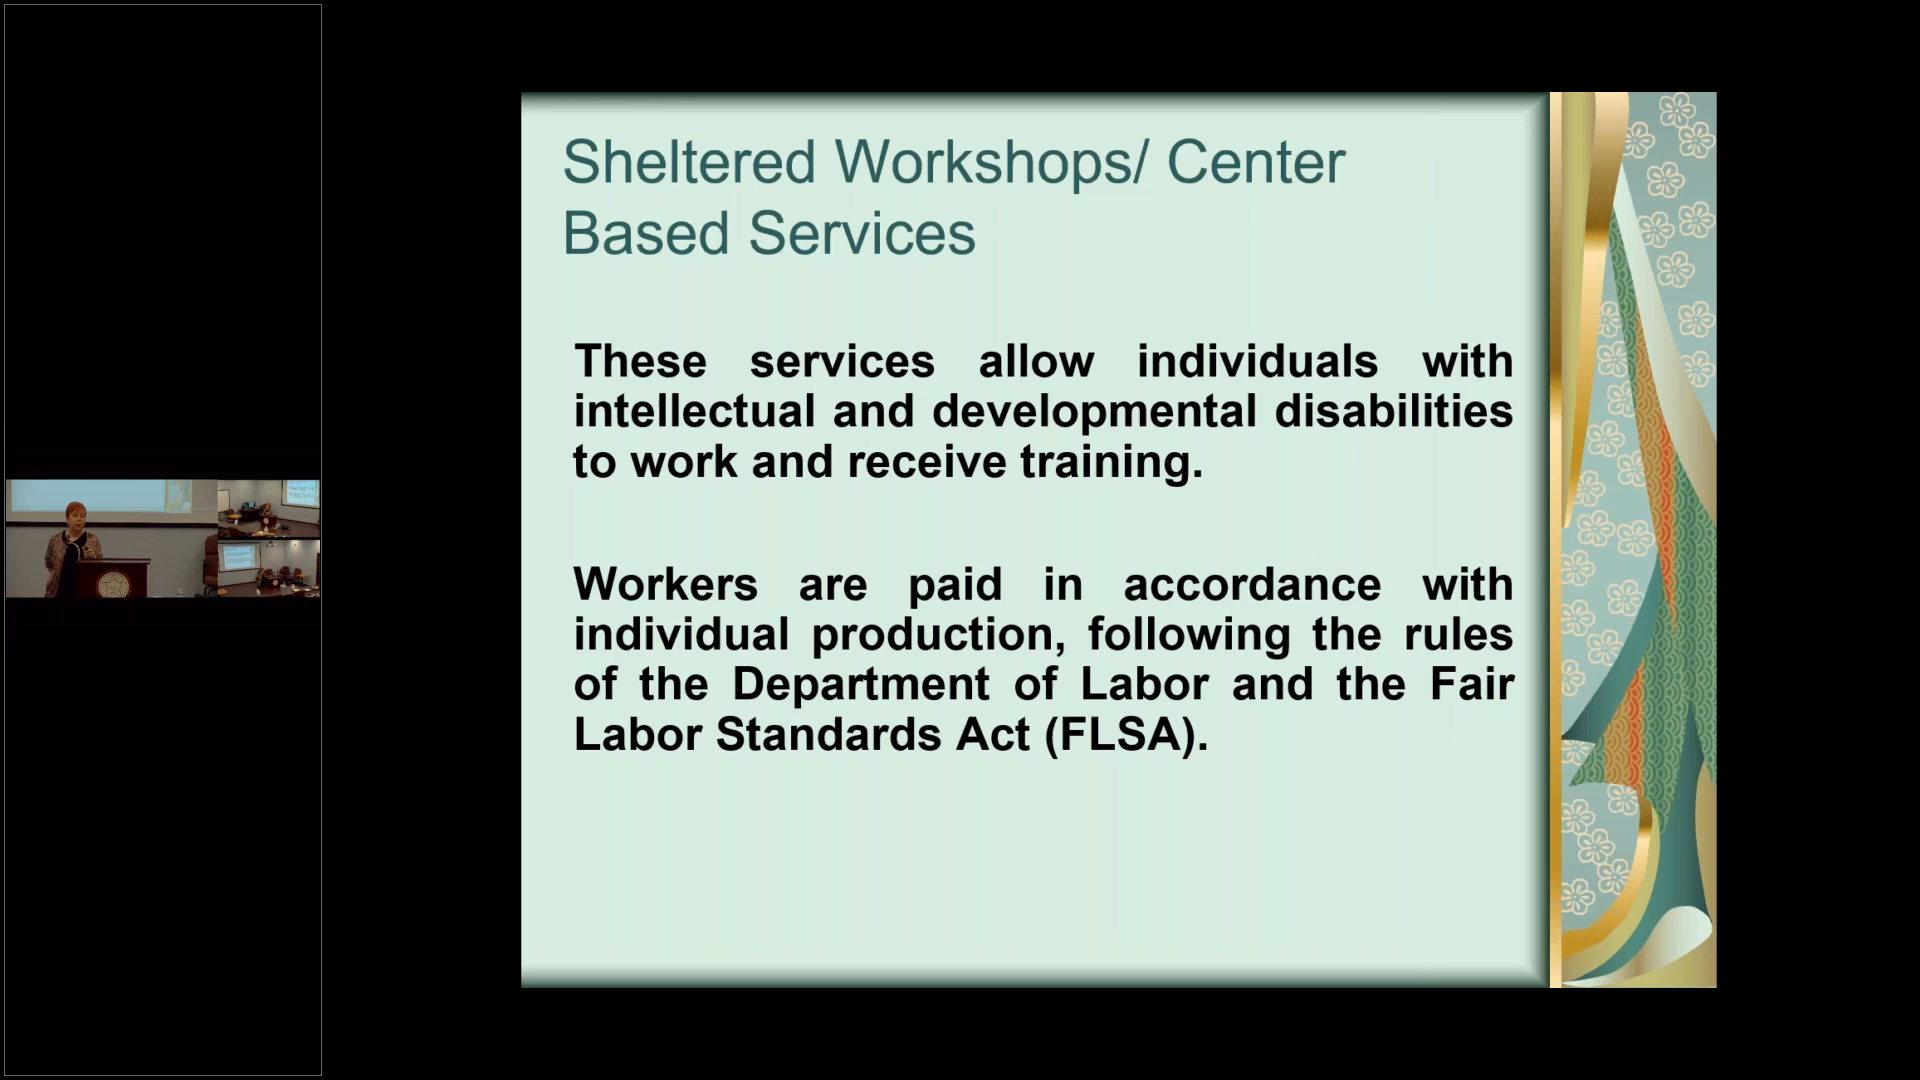 Sheltered Workshops/ Center
Based Services
These services allow individuals with
intellectual and developmental disabilities
to work and receive training.
Workers are paid in accordance with
individual production, following the rules
of the Department of Labor and the Fair
Labor Standards Act (FLSA).